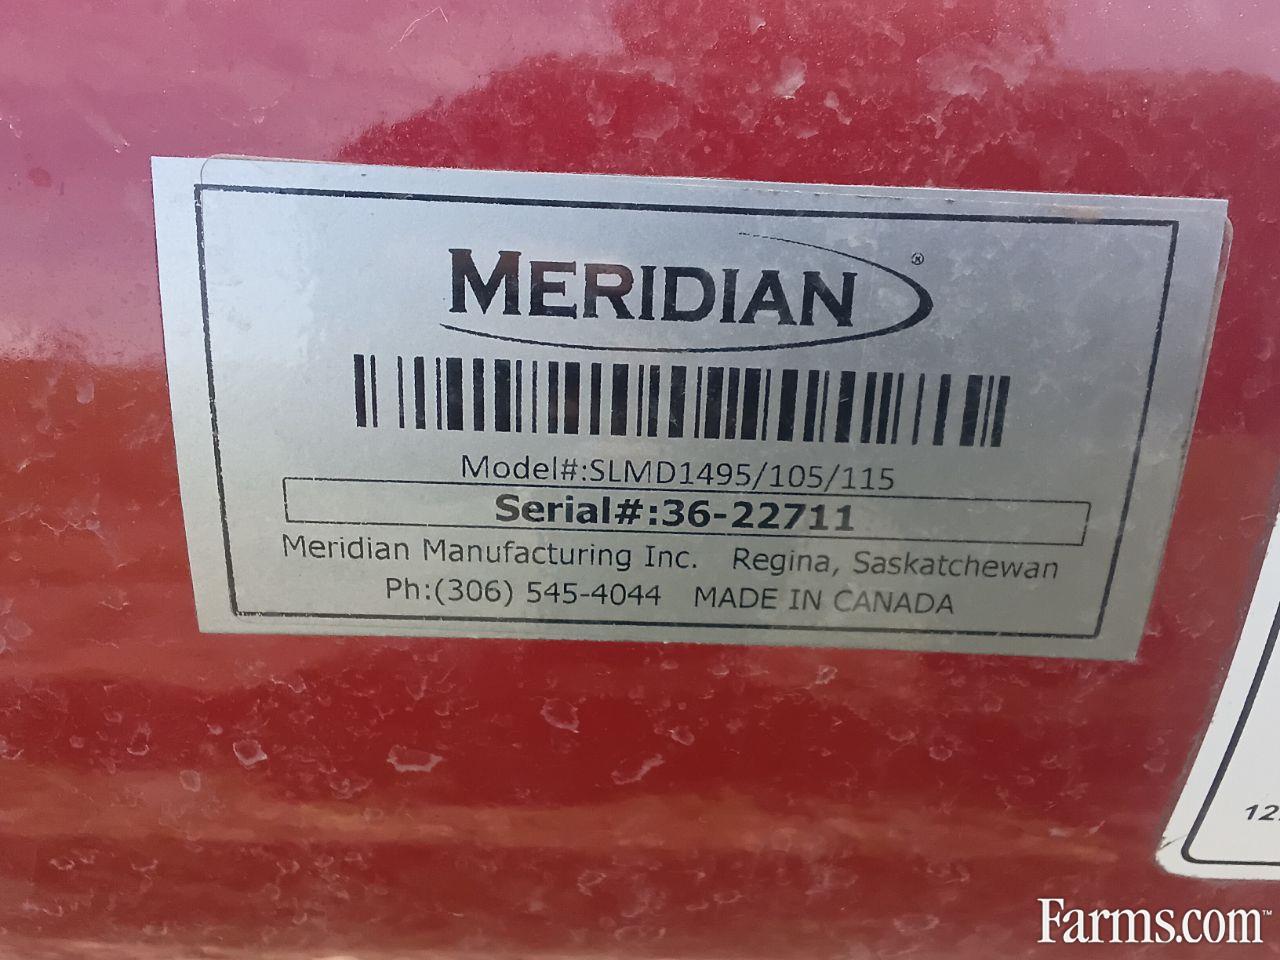 MERIDIAN®
Model#:SLMD1495/105/115
Serial#:36-22711
Meridian Manufacturing Inc. Regina, Saskatchewan
Ph:(306) 545-4044 MADE IN CANADA
Farms.com™